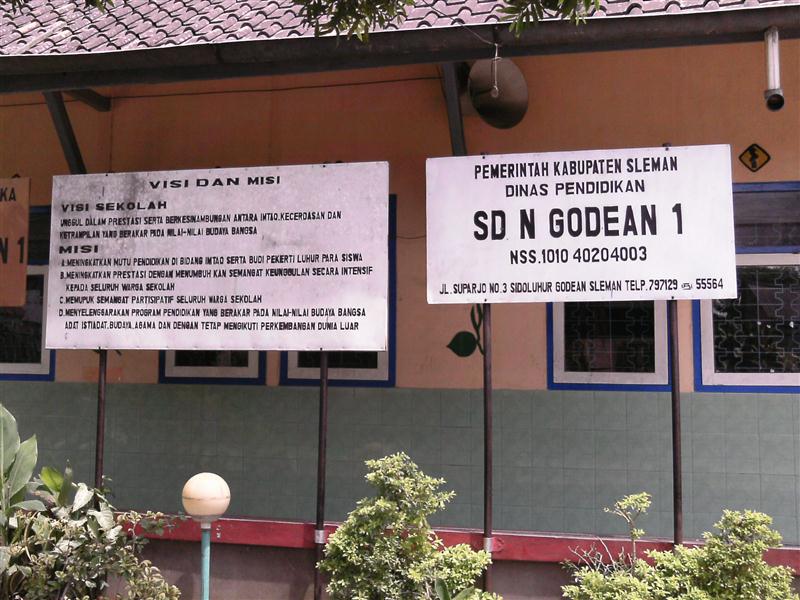 KA
N 1
VISI DAN MISI
VISI SEKOLAH
UNGGUL DALAM PRESTASI SERTA BERKESINAMBUNGAN ANTARA IMTAQ, KECERDASAN DAN
KETRAMPILAN YANG BERAKAR PADA NILAI-NILAI BUDAYA BANGSA
MISI
A. MENINGKATKAN MUTU PENDIDIKAN DI BIDANG IMTAQ SERTA BUDI PEKERTI LUHUR PARA SISWA
B. MENINGKATKAN PRESTASI DENGAN MENUMBUH KAN SEMANGAT KEUNGGULAN SECARA INTENSIF
KEPADA SELURUH WARGA SEKOLAH
C. MEMUPUK SEMANGAT PARTISIPATIF SELURUH WARGA SEKOLAH
D. MENYELENGGARAKAN PROGRAM PENDIDIKAN YANG BERAKAR PADA NILAI-NILAI BUDAYA BANGSA
ADAT ISTIADAT, BUDAYA, AGAMA DAN DENGAN TETAP MENGIKUTI PERKEMBANGAN DUNIA LUAR
PEMERINTAH KABUPATEN SLEMAN
DINAS PENDIDIKAN
SD N GODEAN 1
NSS. 1010 40204003
JL. SUPARJO NO. 3 SIDOLUHUR GODEAN SLEMAN TELP. 797129 55564